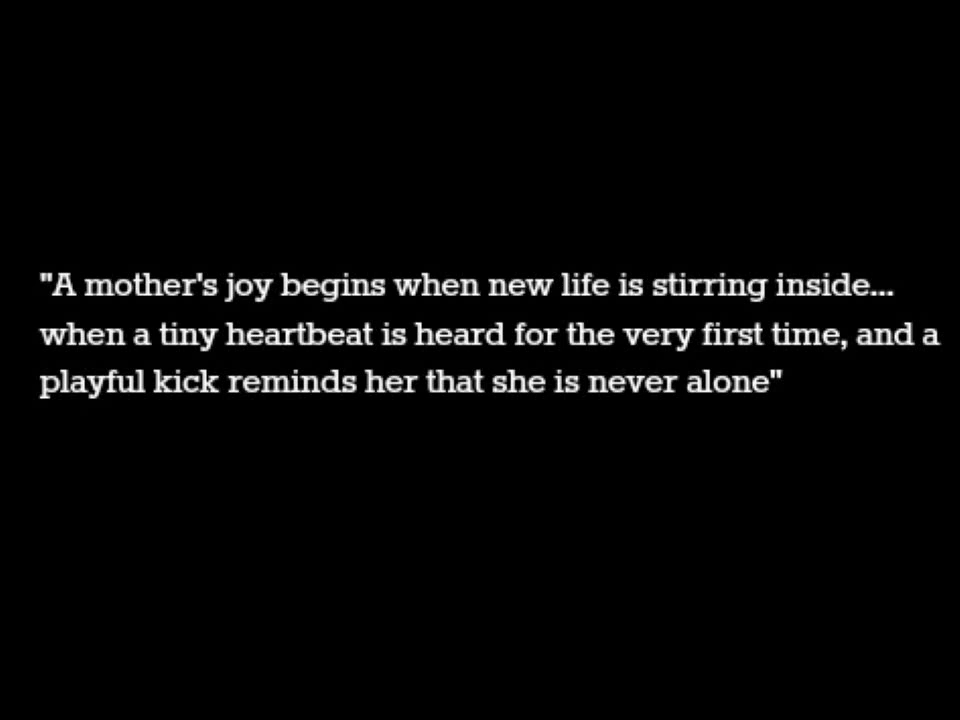 "A mother's joy begins when new life is stirring inside...
when a tiny heartbeat is heard for the very first time, and a
playful kick reminds her that she is never alone"